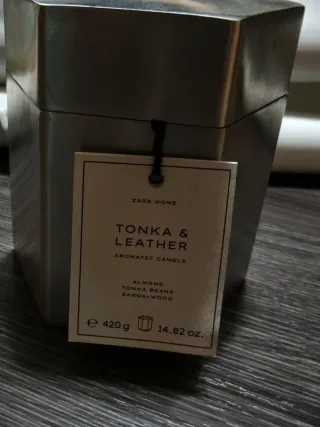 ZARA HOME
TONKA &
LEATHER
AROMATIC CANDLE
ALMOND
TONKA BEANS
SANDALWOOD
℮ 420g 14,82 oz.